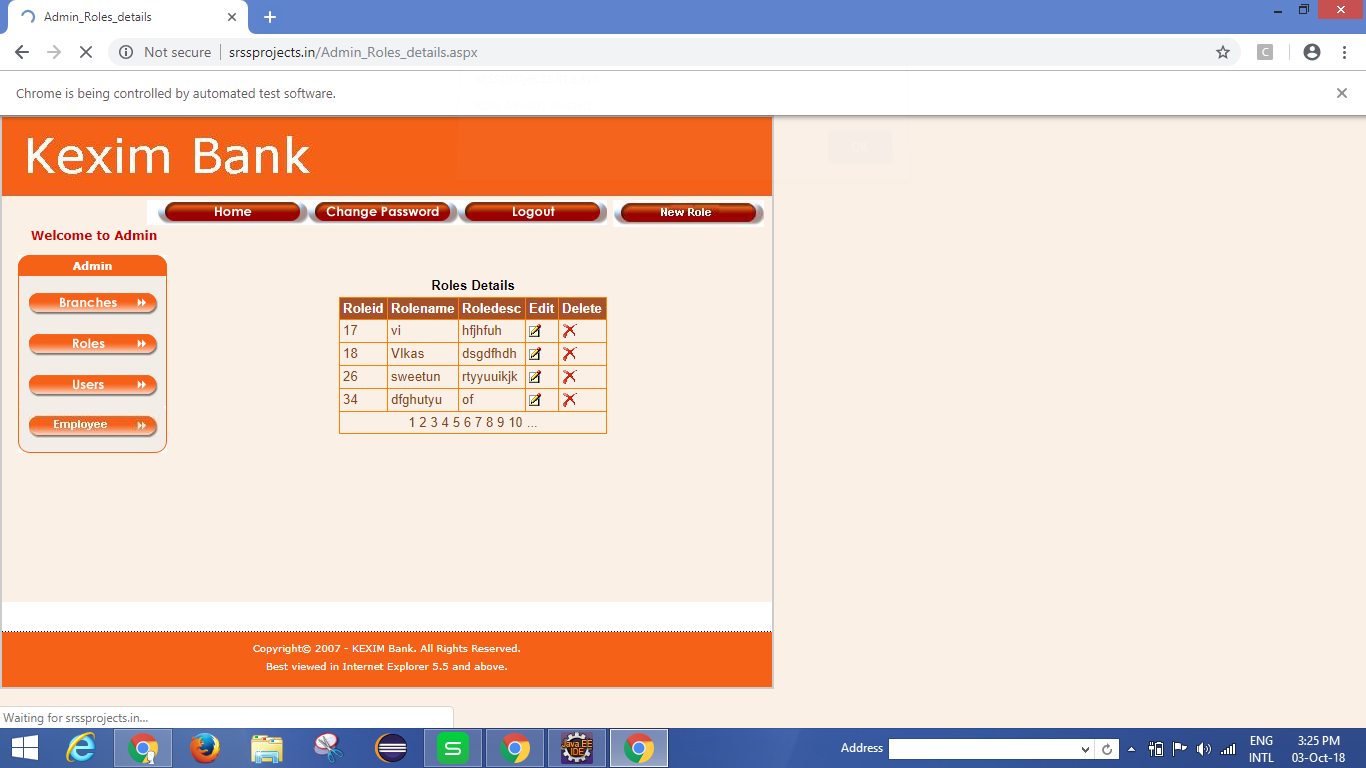 Admin_Roles_details
Not secure | srssprojects.in/Admin_Roles_details.aspx
C
Chrome is being controlled by automated test software.
Kexim Bank
Home Change Password Logout New Role
Welcome to Admin
Admin
Branches
Roles
Users
Employee
Roles Details
Roleid Rolename Roledesc Edit Delete
17 vi hfjhfuh
18 VIkas dsgdfhdh
26 sweetun rtyyuuikjk
34 dfghutyu of
1 2 3 4 5 6 7 8 9 10 ...
Copyright© 2007 - KEXIM Bank. All Rights Reserved.
Best viewed in Internet Explorer 5.5 and above.
Waiting for srssprojects.in...
S
Java EE
IDE
Address
ENG
INTL
3:25 PM
03-Oct-18